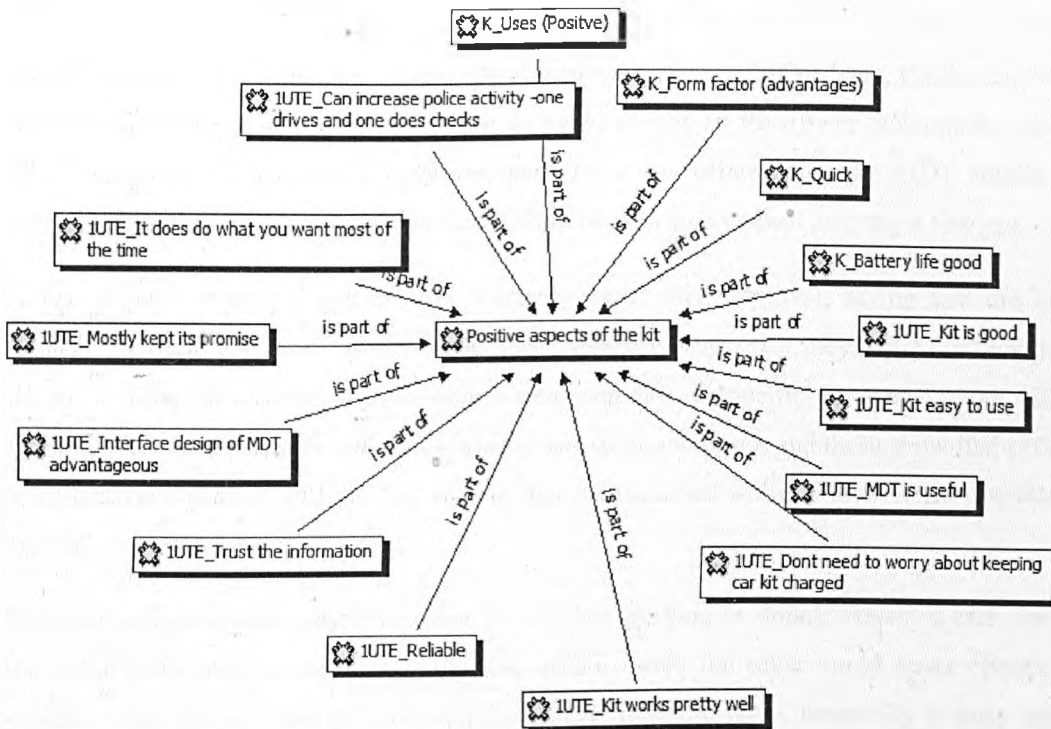 K_Uses (Positve)
1UTE_Can increase police activity -one
drives and one does checks
K_Form factor (advantages)
is part of
is part of
is part of
K_Quick
is part of
1UTE_It does do what you want most of
the time
is part of
is part of
K_Battery life good
1UTE_Mostly kept its promise
is part of
Positive aspects of the kit
is part of
1UTE_Kit is good
is part of
is part of
1UTE_Kit easy to use
is part of
1UTE_Interface design of MDT
advantageous
is part of
is part of
is part of
is part of
1UTE_MDT is useful
1UTE_Trust the information
1UTE_Dont need to worry about keeping
car kit charged
1UTE_Reliable
1UTE_Kit works pretty well